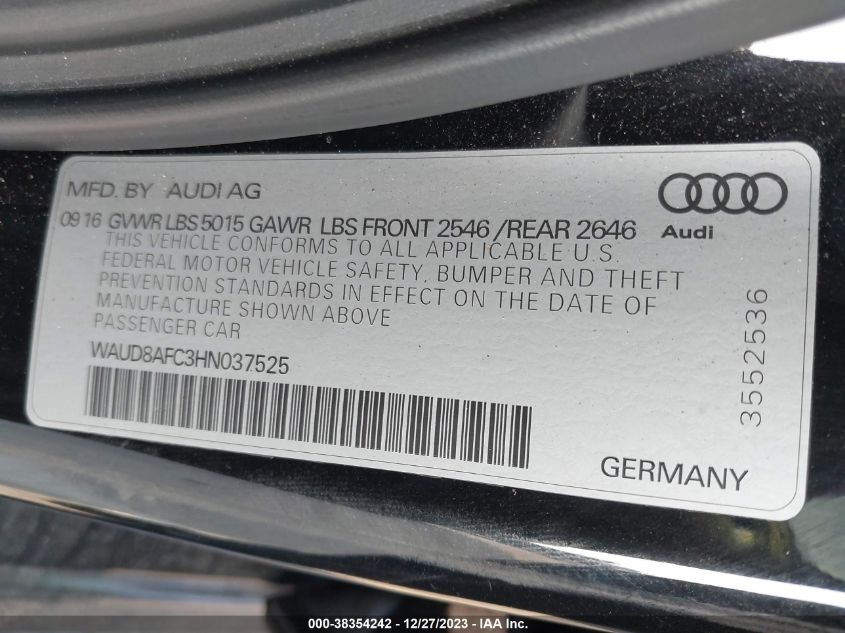 MFD. BY AUDI AG
09 16 GVWR LBS 5015 GAWR LBS FRONT 2546 /REAR 2646
THIS VEHICLE CONFORMS TO ALL APPLICABLE U.S.
FEDERAL MOTOR VEHICLE SAFETY, BUMPER AND THEFT
PREVENTION STANDARDS IN EFFECT ON THE DATE OF
MANUFACTURE SHOWN ABOVE
PASSENGER CAR
WAUD8AFC3HN037525
Audi
3552536
GERMANY
000-38354242 - 12/27/2023 - IAA Inc.